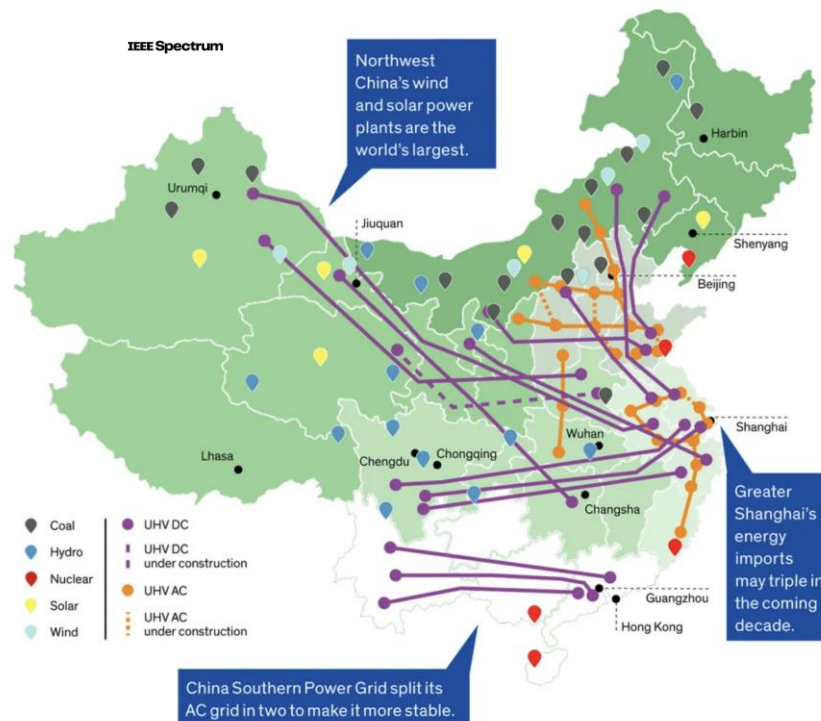 IEEE Spectrum
Northwest
China's wind
and solar power
plants are the
world's largest.
Harbin
Urumqi
Jiuquan
Shenyang
Beijing
Shanghai
Wuhan
Chengdu
Chongqing
Lhasa
Changsha
Greater
Shanghai's
energy
imports
may triple in
the coming
decade.
Coal
Hydro
Nuclear
Solar
Wind
UHV DC
UHV DC
under construction
UHV AC
UHV AC
under construction
Guangzhou
Hong Kong
China Southern Power Grid split its
AC grid in two to make it more stable.